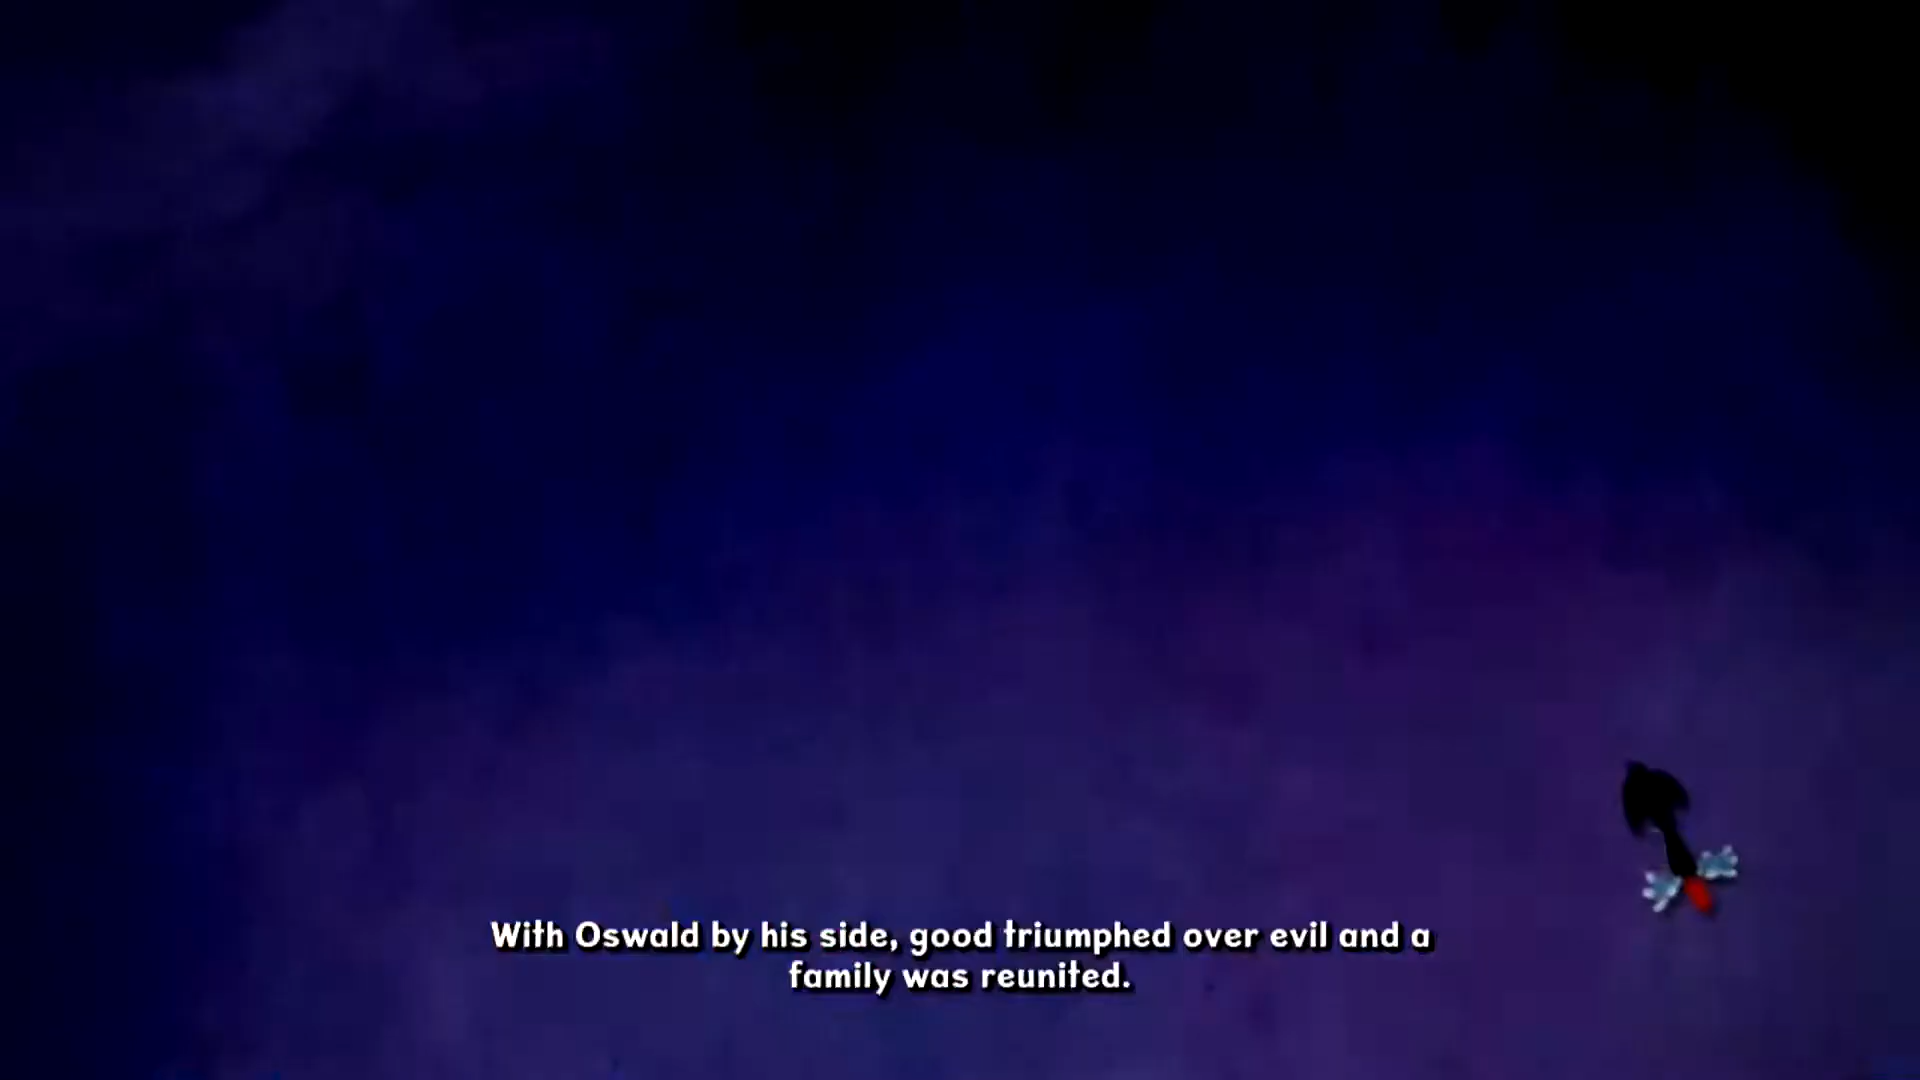 With Oswald by his side, good triumphed over evil and a
family was reunited.